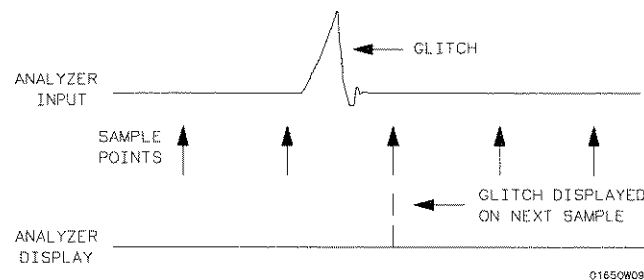 GLITCH
ANALYZER
INPUT
SAMPLE
POINTS
GLITCH DISPLAYED
ON NEXT SAMPLE
ANALYZER
DISPLAY
01650W09